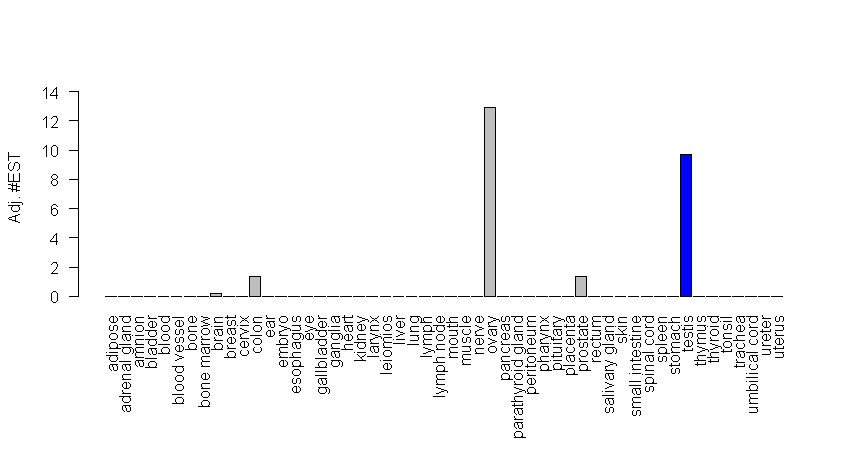 Adj. #EST
14
12
10
8
6
4
2
0
adipose
adrenal gland
amnion
bladder
blood
blood vessel
bone
bone marrow
brain
breast
cervix
colon
ear
embryo
esophagus
eye
gallbladder
ganglia
heart
kidney
larynx
leiomios
liver
lung
lymph
lymph node
mouth
muscle
nerve
ovary
pancreas
parathyroid gland
peritoneum
pharynx
pituitary
placenta
prostate
rectum
salivary gland
skin
small intestine
spinal cord
spleen
stomach
testis
thymus
thyroid
tonsil
trachea
umbilical cord
ureter
uterus